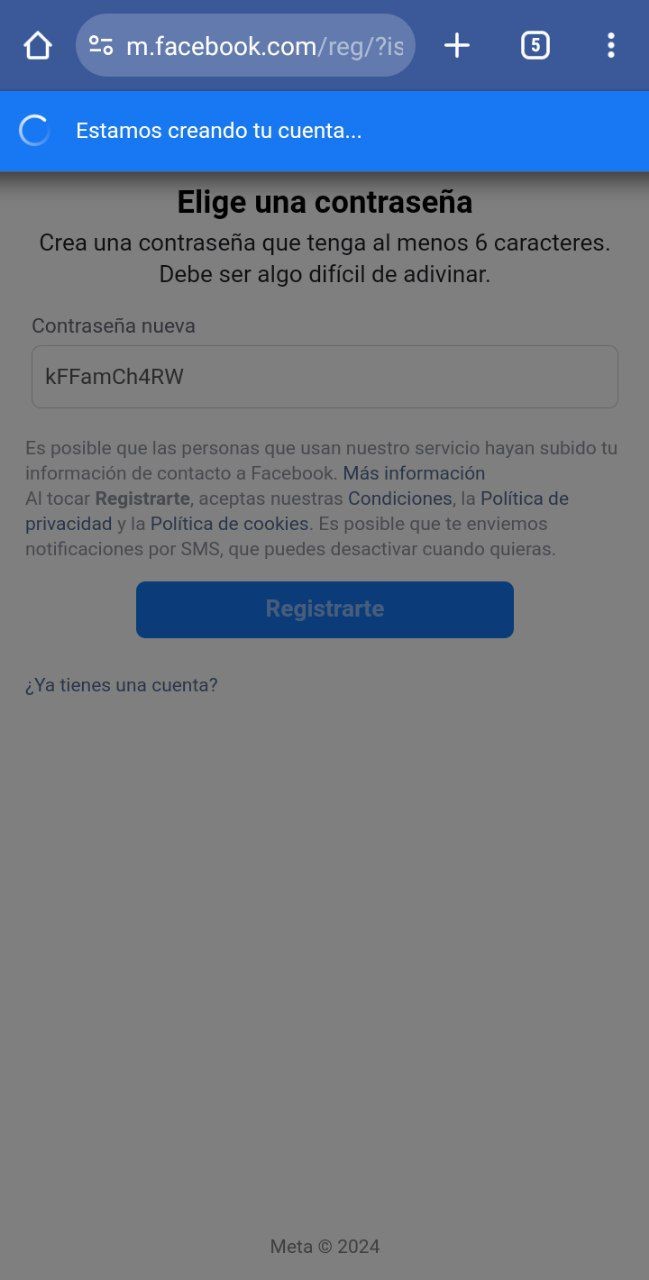 m.facebook.com/reg/?is
5
Estamos creando tu cuenta...
Elige una contraseña
Crea una contraseña que tenga al menos 6 caracteres.
Debe ser algo difícil de adivinar.
Contraseña nueva
kFFamCh4RW
Es posible que las personas que usan nuestro servicio hayan subido tu
información de contacto a Facebook. Más información
Al tocar Registrarte, aceptas nuestras Condiciones, la Política de
privacidad y la Política de cookies. Es posible que te enviemos
notificaciones por SMS, que puedes desactivar cuando quieras.
Registrarte
¿Ya tienes una cuenta?
Meta © 2024